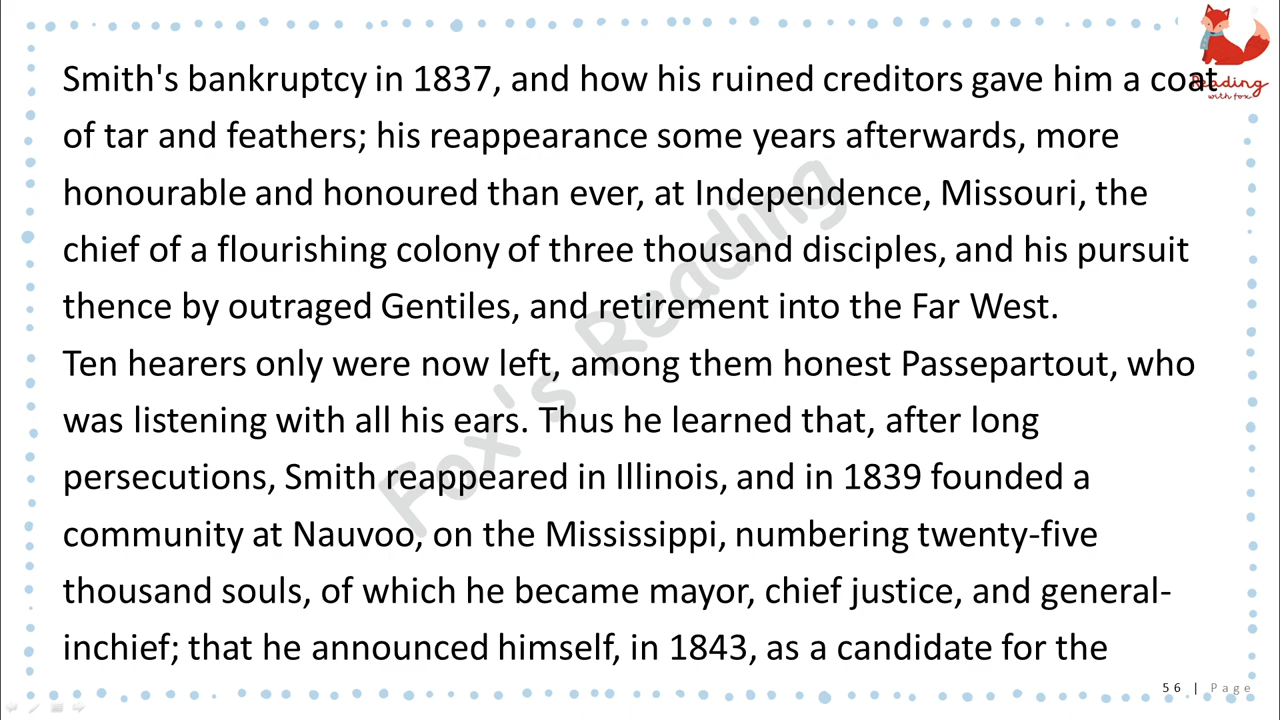 Smith's bankruptcy in 1837, and how his ruined creditors gave him a coat
of tar and feathers; his reappearance some years afterwards, more
honourable and honoured than ever, at Independence, Missouri, the
chief of a flourishing colony of three thousand disciples, and his pursuit
thence by outraged Gentiles, and retirement into the Far West.
Ten hearers only were now left, among them honest Passepartout, who
was listening with all his ears. Thus he learned that, after long
persecutions, Smith reappeared in Illinois, and in 1839 founded a
community at Nauvoo, on the Mississippi, numbering twenty-five
thousand souls, of which he became mayor, chief justice, and general-
inchief; that he announced himself, in 1843, as a candidate for the
Reading
with fox
Fox's Reading
56 | Page